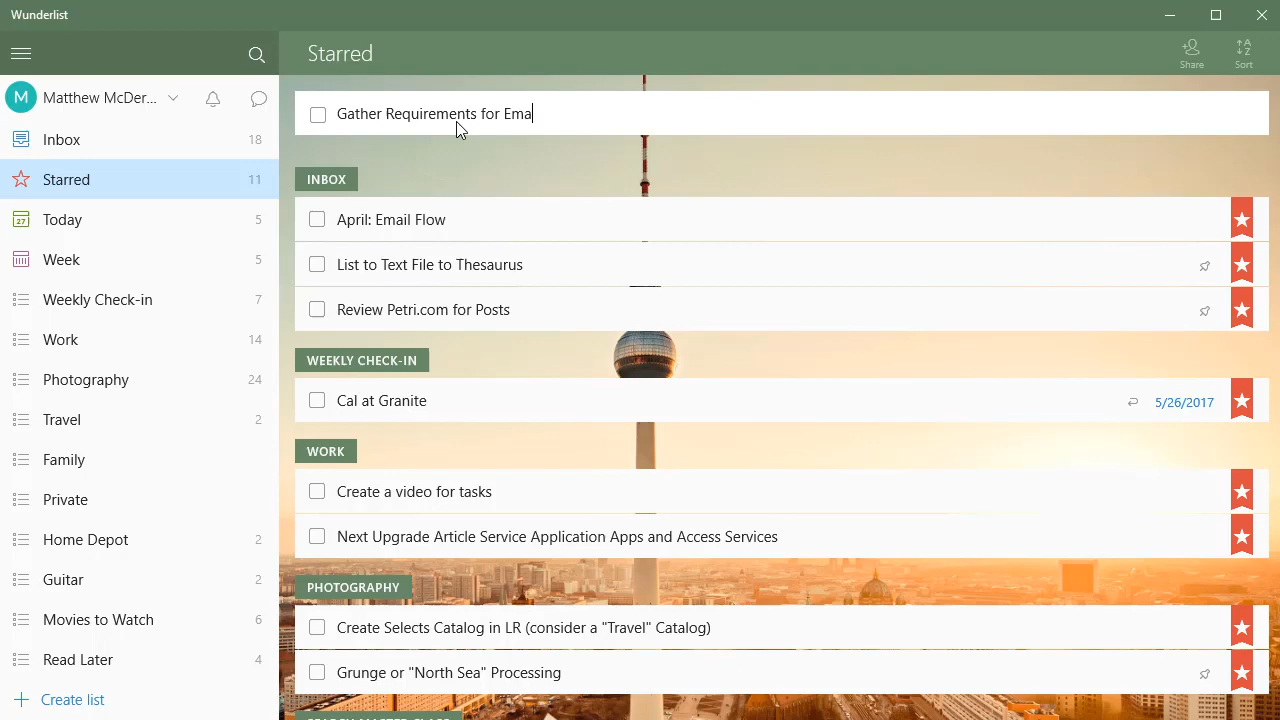 Wunderlist
Starred
Share
A
Z
Sort
M
Matthew McDer...
Inbox 18
Starred 11
27
Today 5
Week 5
Weekly Check-in 7
Work 14
Photography 24
Travel 2
Family
Private
Home Depot 2
Guitar 2
Movies to Watch 6
Read Later 4
Create list
Gather Requirements for Ema
INBOX
April: Email Flow
List to Text File to Thesaurus
Review Petri.com for Posts
WEEKLY CHECK-IN
Cal at Granite 5/26/2017
WORK
Create a video for tasks
Next Upgrade Article Service Application Apps and Access Services
PHOTOGRAPHY
Create Selects Catalog in LR (consider a "Travel" Catalog)
Grunge or "North Sea" Processing